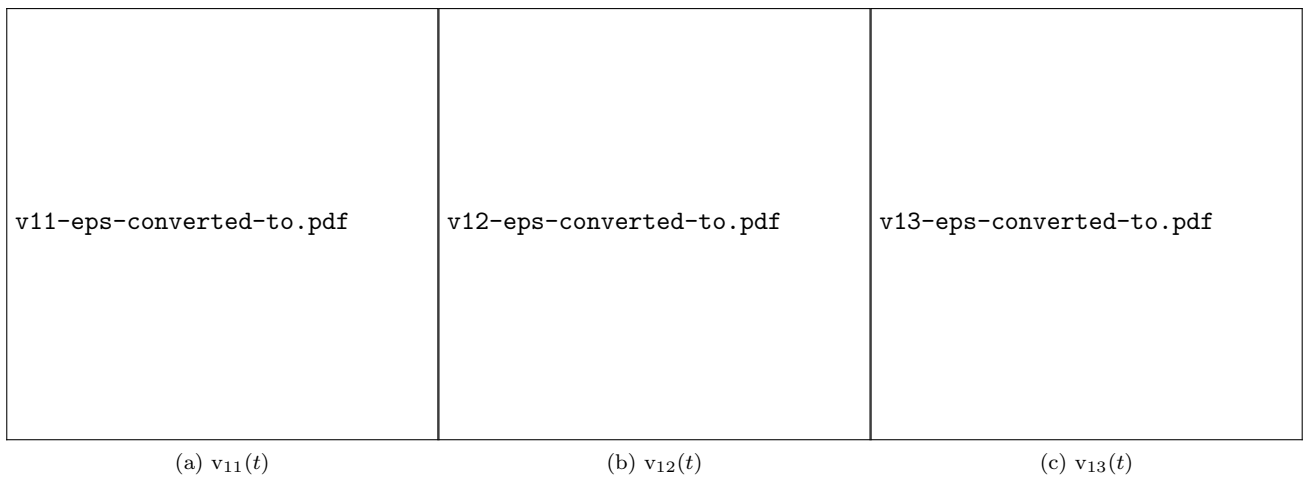 v11-eps-converted-to.pdf v12-eps-converted-to.pdf v13-eps-converted-to.pdf
(a) v₁₁(t) (b) v₁₂(t) (c) v₁₃(t)